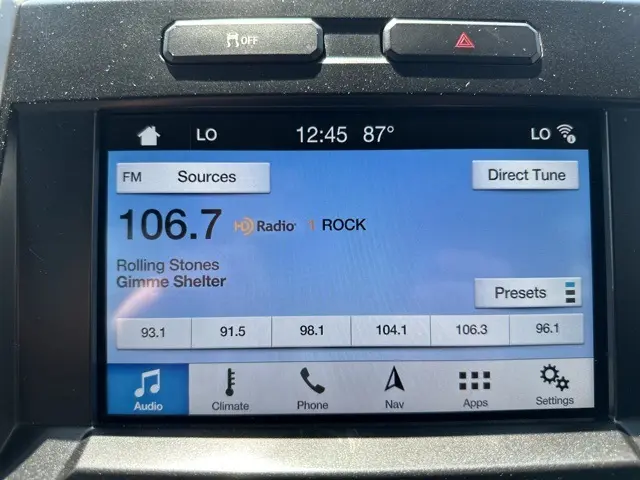 OFF
LO 12:45 87° LO
FM Sources Direct Tune
106.7 HD Radio 1 ROCK
Rolling Stones
Gimme Shelter
Presets
93.1 91.5 98.1 104.1 106.3 96.1
Audio Climate Phone Nav Apps Settings